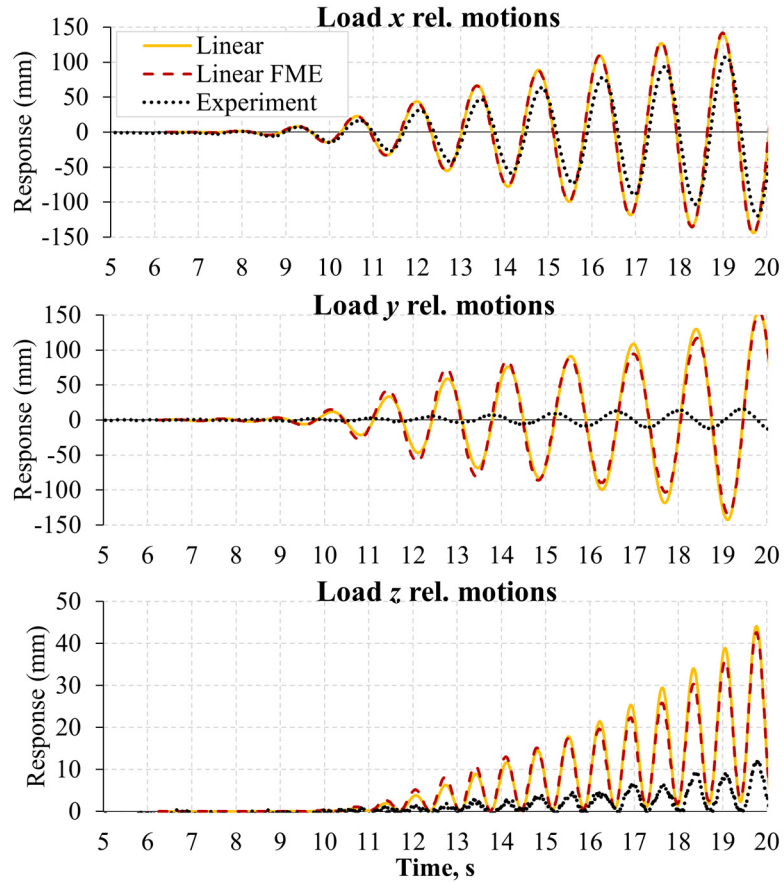 Load x rel. motions
Response (mm)
150
100
50
0
-50
-100
-150
Linear
Linear FME
Experiment
5 6 7 8 9 10 11 12 13 14 15 16 17 18 19 20
Load y rel. motions
Response (mm)
150
100
50
0
-50
-100
-150
5 6 7 8 9 10 11 12 13 14 15 16 17 18 19 20
Load z rel. motions
Response (mm)
50
40
30
20
10
0
5 6 7 8 9 10 11 12 13 14 15 16 17 18 19 20
Time, s